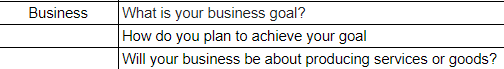 Business What is your business goal?
How do you plan to achieve your goal
Will your business be about producing services or goods?